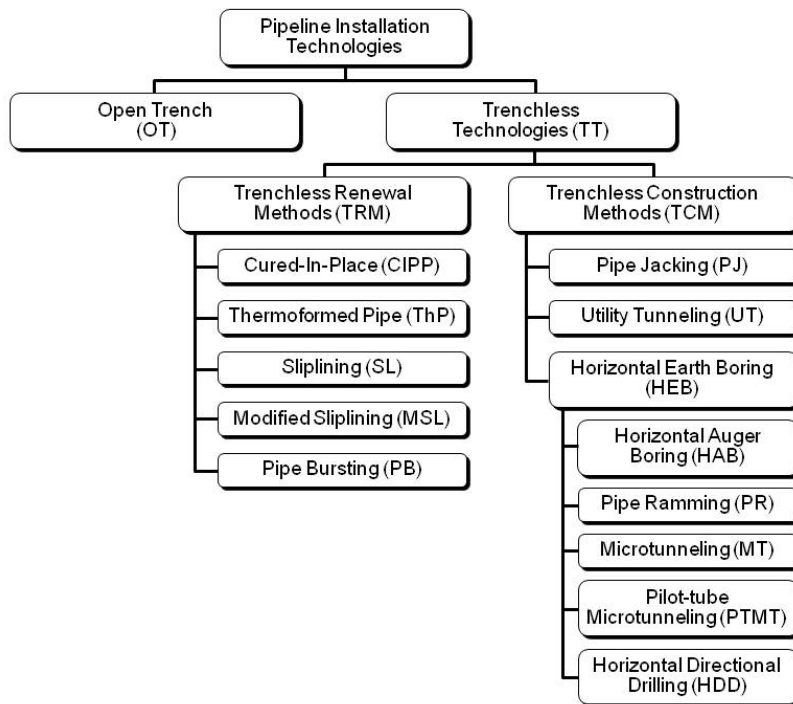 Pipeline Installation
Technologies
Open Trench
(OT)
Trenchless
Technologies (TT)
Trenchless Renewal
Methods (TRM)
Cured-In-Place (CIPP)
Thermoformed Pipe (ThP)
Sliplining (SL)
Modified Sliplining (MSL)
Pipe Bursting (PB)
Trenchless Construction
Methods (TCM)
Pipe Jacking (PJ)
Utility Tunneling (UT)
Horizontal Earth Boring
(HEB)
Horizontal Auger
Boring (HAB)
Pipe Ramming (PR)
Microtunneling (MT)
Pilot-tube
Microtunneling (PTMT)
Horizontal Directional
Drilling (HDD)